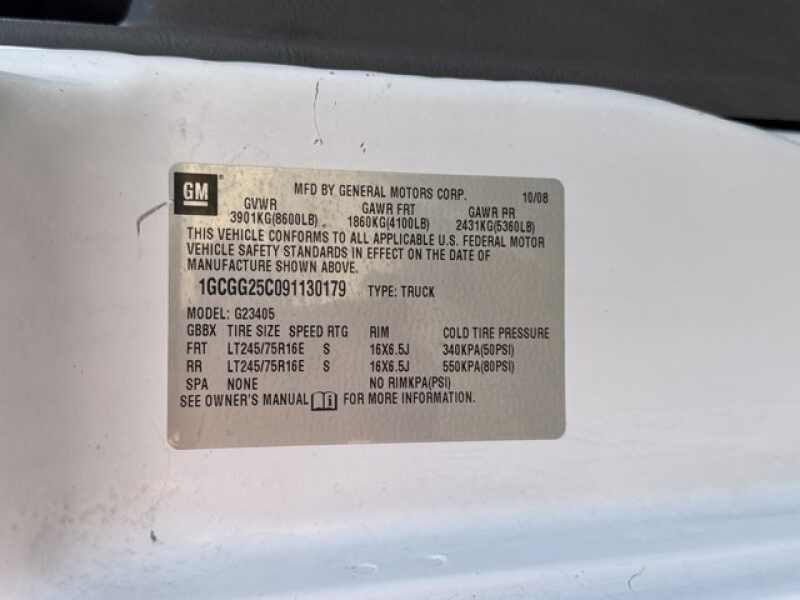 GM
MFD BY GENERAL MOTORS CORP. 10/08
GVWR GAWR FRT GAWR RR
3901KG(8600LB) 1860KG(4100LB) 2431KG(5360LB)
THIS VEHICLE CONFORMS TO ALL APPLICABLE U.S. FEDERAL MOTOR
VEHICLE SAFETY STANDARDS IN EFFECT ON THE DATE OF
MANUFACTURE SHOWN ABOVE.
1GCGG25C091130179 TYPE: TRUCK
MODEL: G23405
GBBX TIRE SIZE SPEED RTG RIM COLD TIRE PRESSURE
FRT LT245/75R16E S 16X6.5J 340KPA(50PSI)
RR LT245/75R16E S 16X6.5J 550KPA(80PSI)
SPA NONE NO RIMKPA(PSI)
SEE OWNER'S MANUAL i FOR MORE INFORMATION.